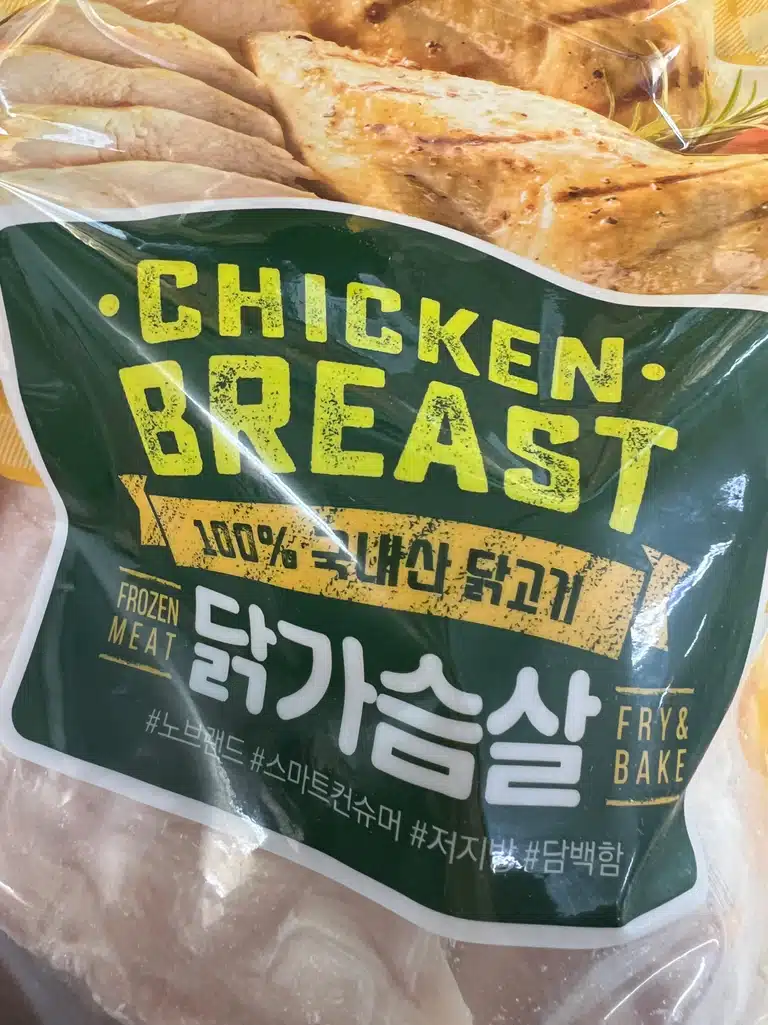 ·CHICKEN·
BREAST
100% 국내산 닭고기
FROZEN
MEAT
닭가슴살
FRY&
BAKE
#노브랜드 #스마트컨슈머 #저지방 #담백함